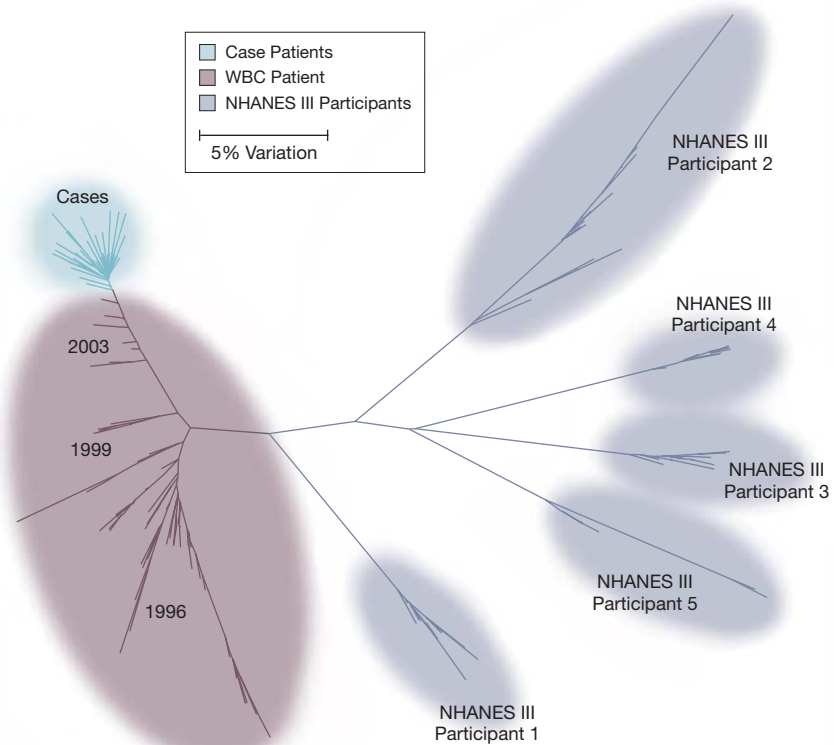 Case Patients
WBC Patient
NHANES III Participants
5% Variation
Cases
NHANES III
Participant 2
NHANES III
Participant 4
2003
1999
NHANES III
Participant 3
NHANES III
Participant 5
1996
NHANES III
Participant 1